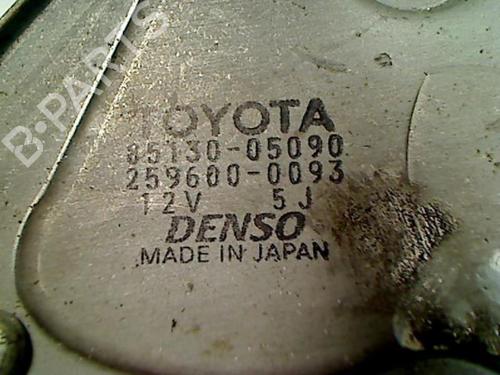 B-PARTS
TOYOTA
85130-05090
259600-0093
12V 5J
DENSO
MADE IN JAPAN